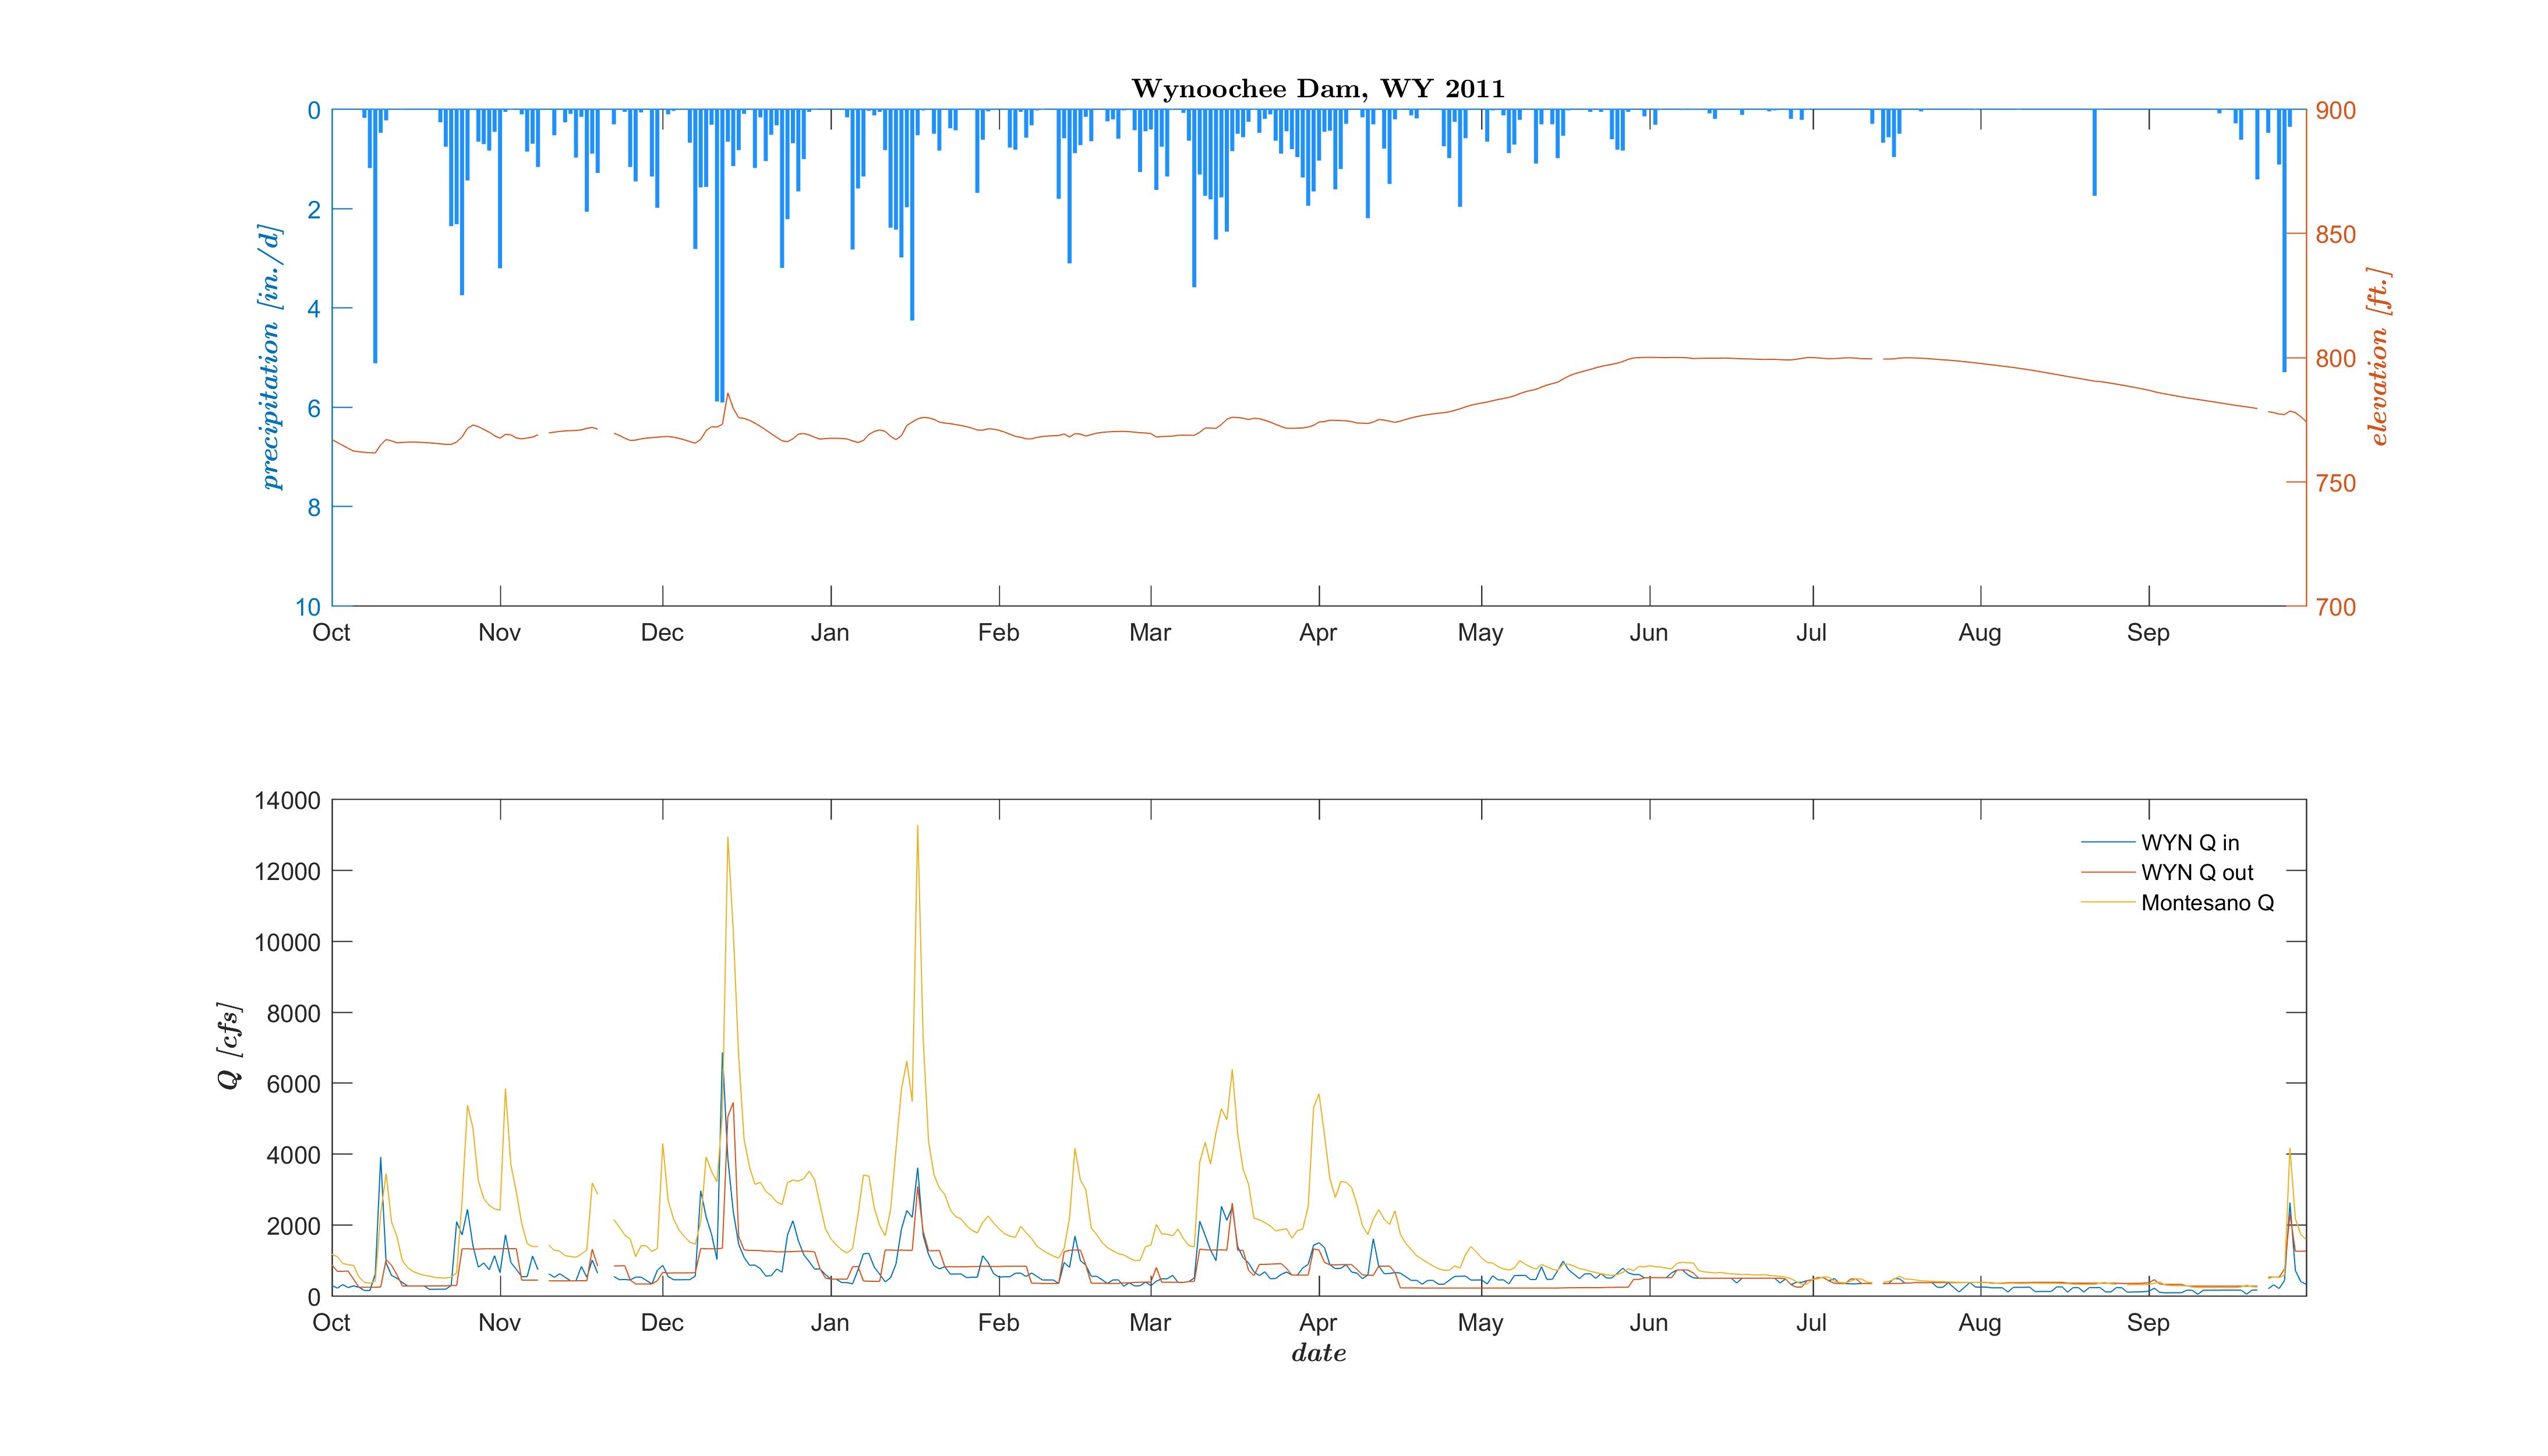 Wynoochee Dam, WY 2011
0
2
4
6
8
10
precipitation [in./d]
900
850
800
750
700
elevation [ft.]
Oct Nov Dec Jan Feb Mar Apr May Jun Jul Aug Sep
14000
12000
10000
8000
6000
4000
2000
0
Q [cfs]
WYN Q in
WYN Q out
Montesano Q
Oct Nov Dec Jan Feb Mar Apr May Jun Jul Aug Sep
date